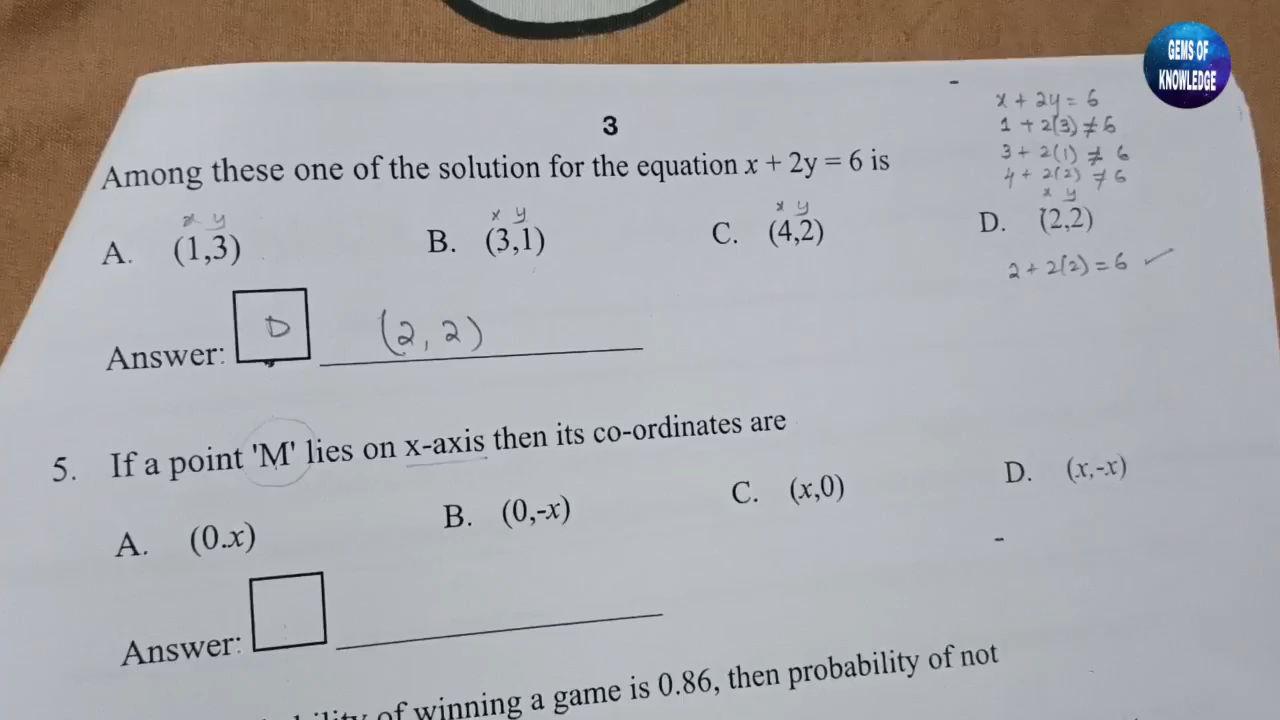 GEMS OF
KNOWLEDGE
3
x + 2y = 6
1 + 2(3) ≠ 6
3 + 2(1) ≠ 6
4 + 2(2) ≠ 6
Among these one of the solution for the equation x + 2y = 6 is
x y x y x y x y
A. (1,3) B. (3,1) C. (4,2) D. (2,2)
2 + 2(2) = 6 ✓
Answer: D (2, 2)
5. If a point 'M' lies on x-axis then its co-ordinates are
A. (0.x) B. (0,-x) C. (x,0) D. (x,-x)
Answer:
of winning a game is 0.86, then probability of not